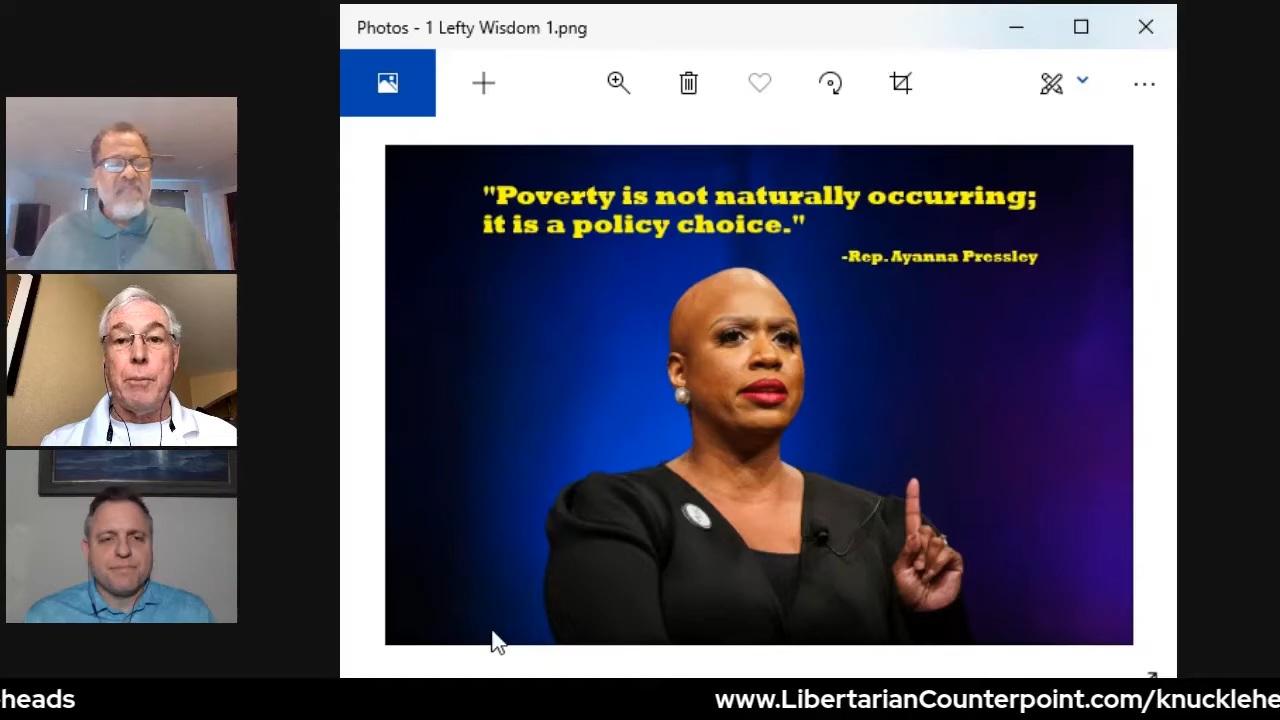 Photos - 1 Lefty Wisdom 1.png
"Poverty is not naturally occurring;
it is a policy choice."
-Rep. Ayanna Pressley
heads
www.LibertarianCounterpoint.com/knucklehe